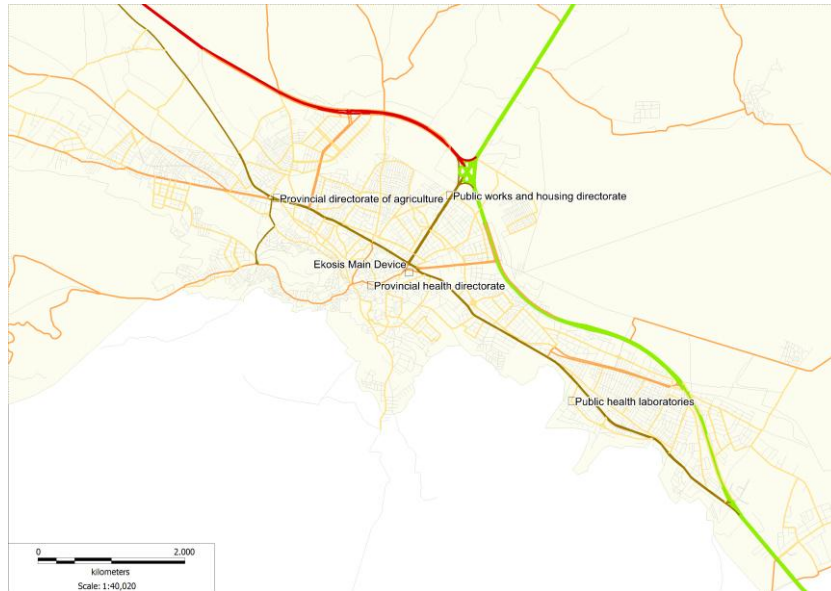 Provincial directorate of agriculture
Public works and housing directorate
Ekosis Main Device
Provincial health directorate
Public health laboratories
0
2.000
kilometers
Scale: 1:40,020